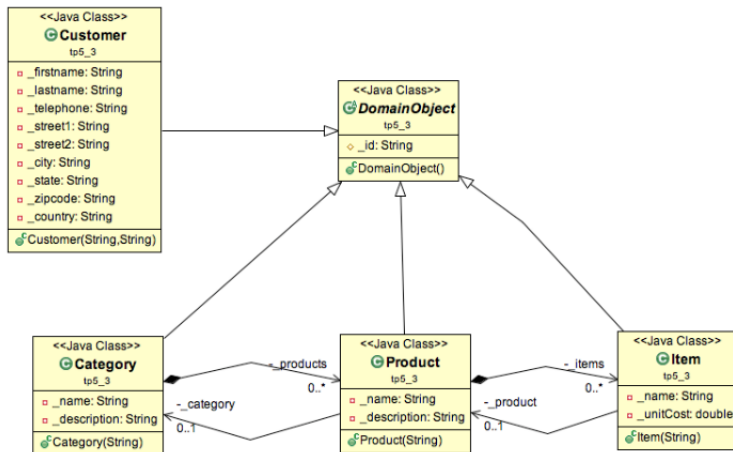 <<Java Class>>
Customer
tp5_3
_firstname: String
_lastname: String
_telephone: String
_street1: String
_street2: String
_city: String
_state: String
_zipcode: String
_country: String
Customer(String,String)
<<Java Class>>
DomainObject
tp5_3
_id: String
DomainObject()
<<Java Class>>
Category
tp5_3
_name: String
_description: String
Category(String)
-_products
0..*
-_category
0..1
<<Java Class>>
Product
tp5_3
_name: String
_description: String
Product(String)
-_items
0..*
-_product
0..1
<<Java Class>>
Item
tp5_3
_name: String
_unitCost: double
Item(String)